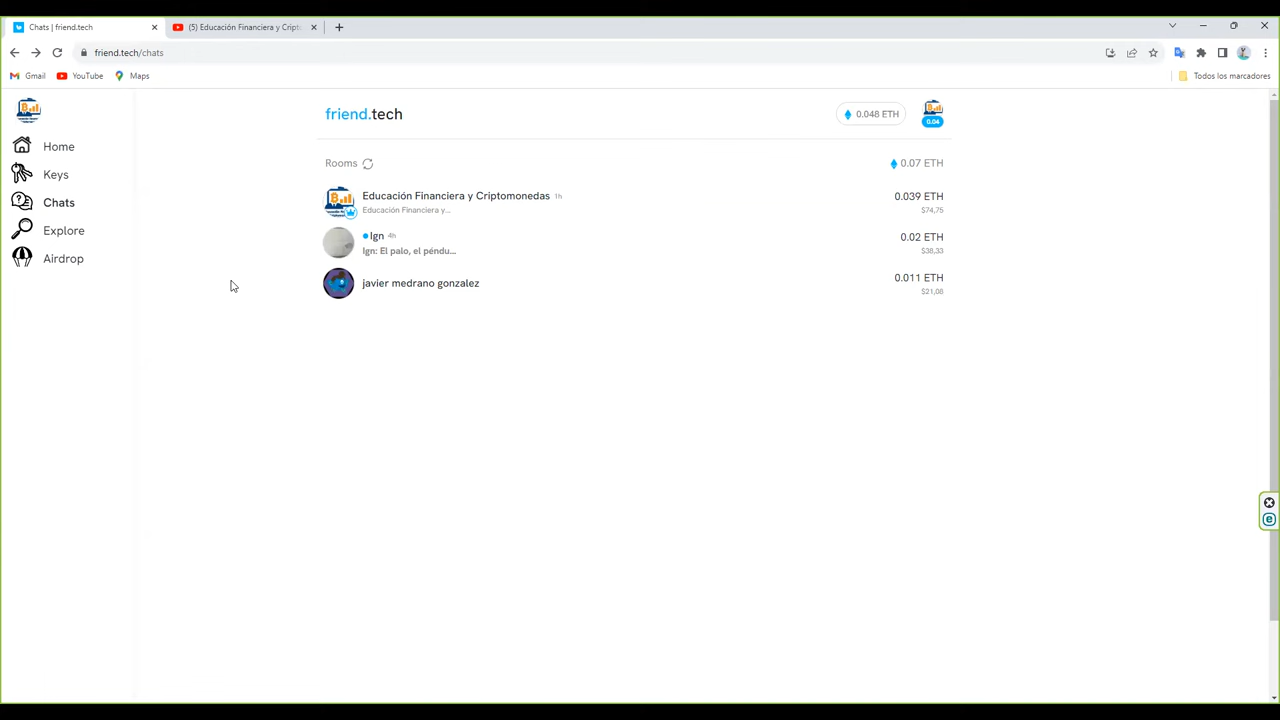 Chats | friend.tech
(5) Educación Financiera y Cripto
friend.tech/chats
Gmail
YouTube
Maps
Todos los marcadores
Home
Keys
Chats
Explore
Airdrop
friend.tech
0.048 ETH
0.04
Rooms
0.07 ETH
Educación Financiera y Criptomonedas 1h
0.039 ETH
Educación Financiera y...
$74,75
Ign 4h
0.02 ETH
Ign: El palo, el péndu...
$38,33
javier medrano gonzalez
0.011 ETH
$21,08